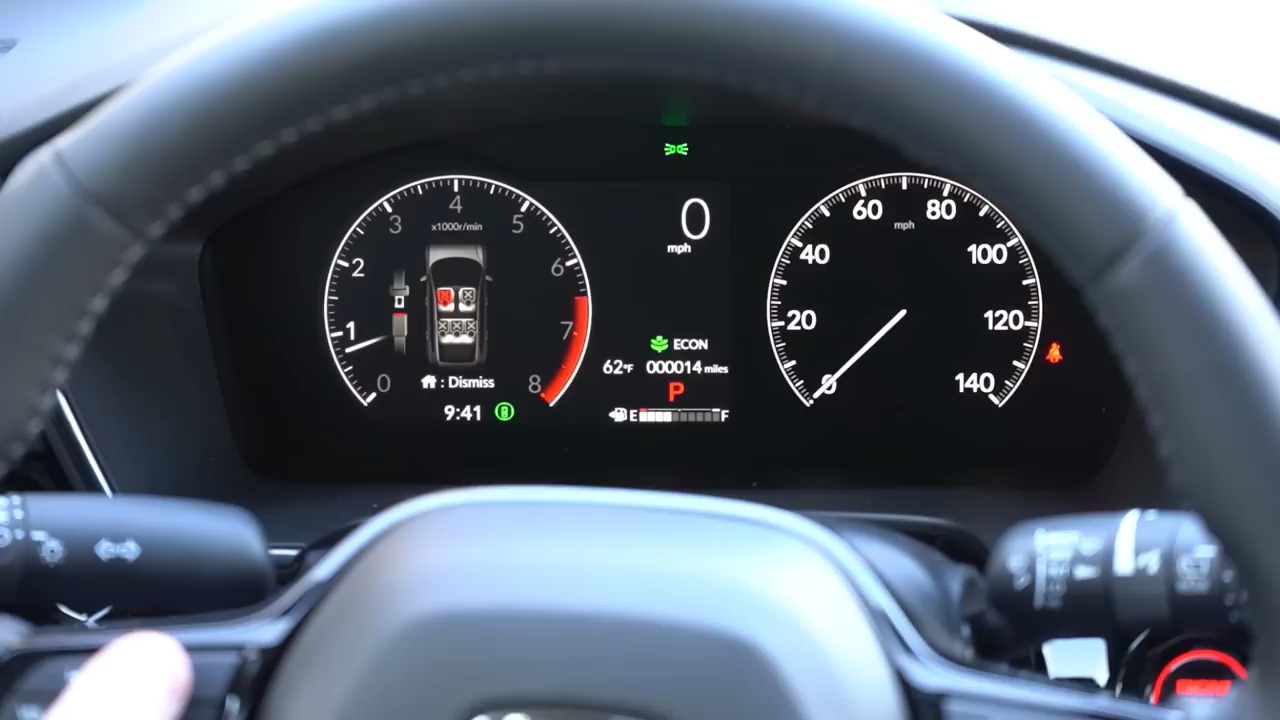 4
3 5
x1000r/min
2 6
1 7
0 8
: Dismiss
9:41
0
mph
ECON
62°F 000014 miles
P
E F
60 80
mph
40 100
20 120
0 140